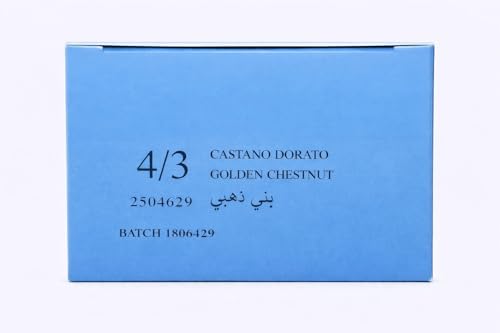 4/3 CASTANO DORATO
GOLDEN CHESTNUT
2504629 بني ذهبي
BATCH 1806429